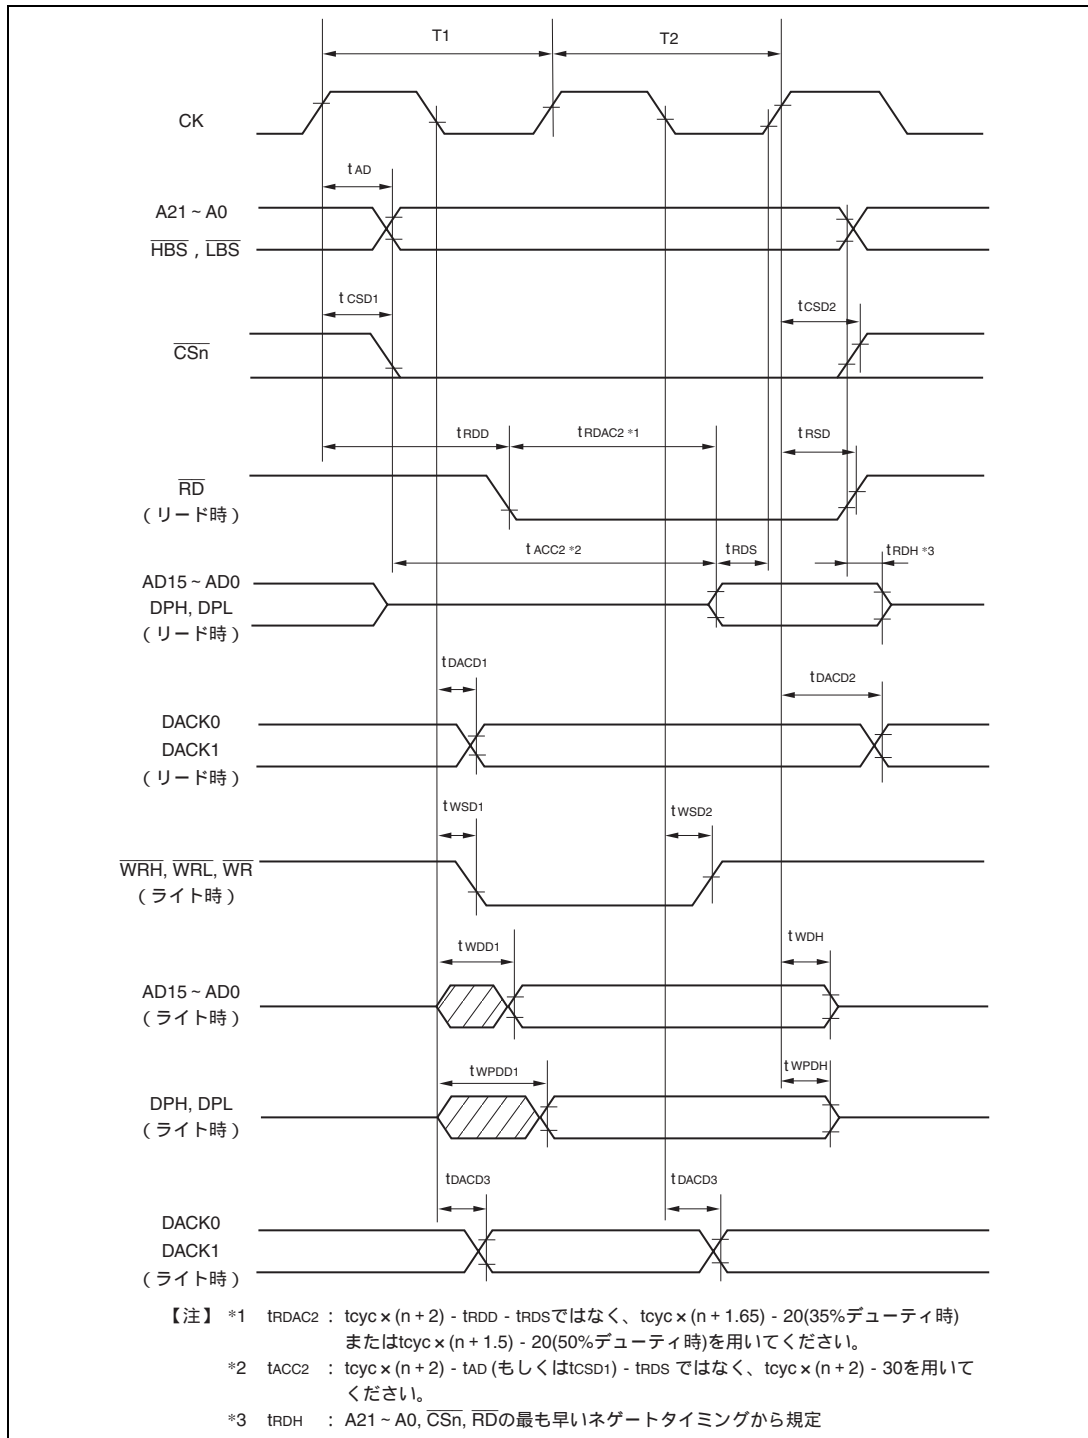 T1 T2
CK
tAD
A21~A0
HBS, LBS
tCSD1 tCSD2
CSn
tRDD tRDAC2 *1 tRSD
RD
(リード時)
tACC2 *2 tRDS tRDH *3
AD15~AD0
DPH, DPL
(リード時)
tDACD1 tDACD2
DACK0
DACK1
(リード時)
tWSD1 tWSD2
WRH, WRL, WR
(ライト時)
tWDD1 tWDH
AD15~AD0
(ライト時)
tWPDD1 tWPDH
DPH, DPL
(ライト時)
tDACD3 tDACD3
DACK0
DACK1
(ライト時)
【注】 *1 tRDAC2 : tcyc×(n+2) - tRDD - tRDSではなく、tcyc×(n+1.65) - 20(35%デューティ時)
またはtcyc×(n+1.5) - 20(50%デューティ時)を用いてください。
*2 tACC2 : tcyc×(n+2) - tAD (もしくはtCSD1) - tRDS ではなく、tcyc×(n+2) - 30を用いて
ください。
*3 tRDH : A21~A0, CSn, RDの最も早いネゲートタイミングから規定